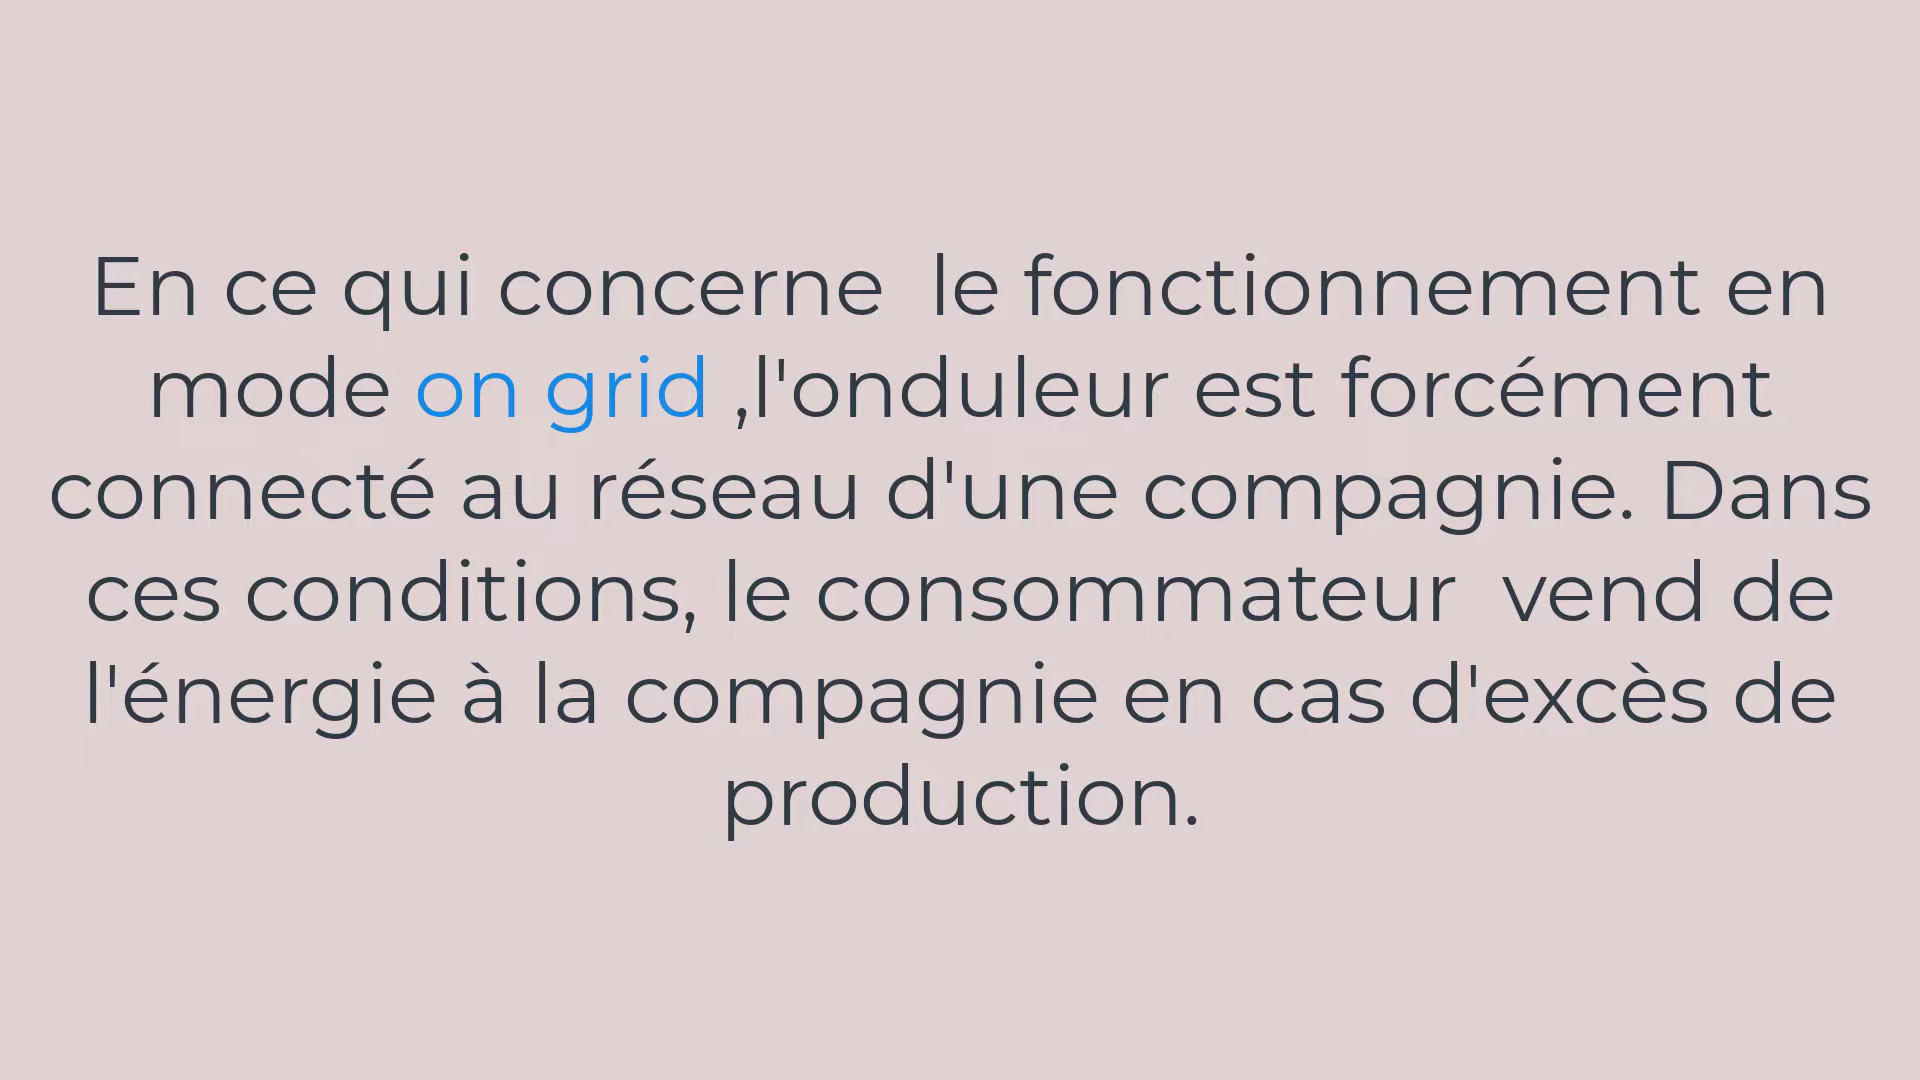 En ce qui concerne  le fonctionnement en
mode on grid ,l'onduleur est forcément
connecté au réseau d'une compagnie. Dans
ces conditions, le consommateur  vend de
l'énergie à la compagnie en cas d'excès de
production.